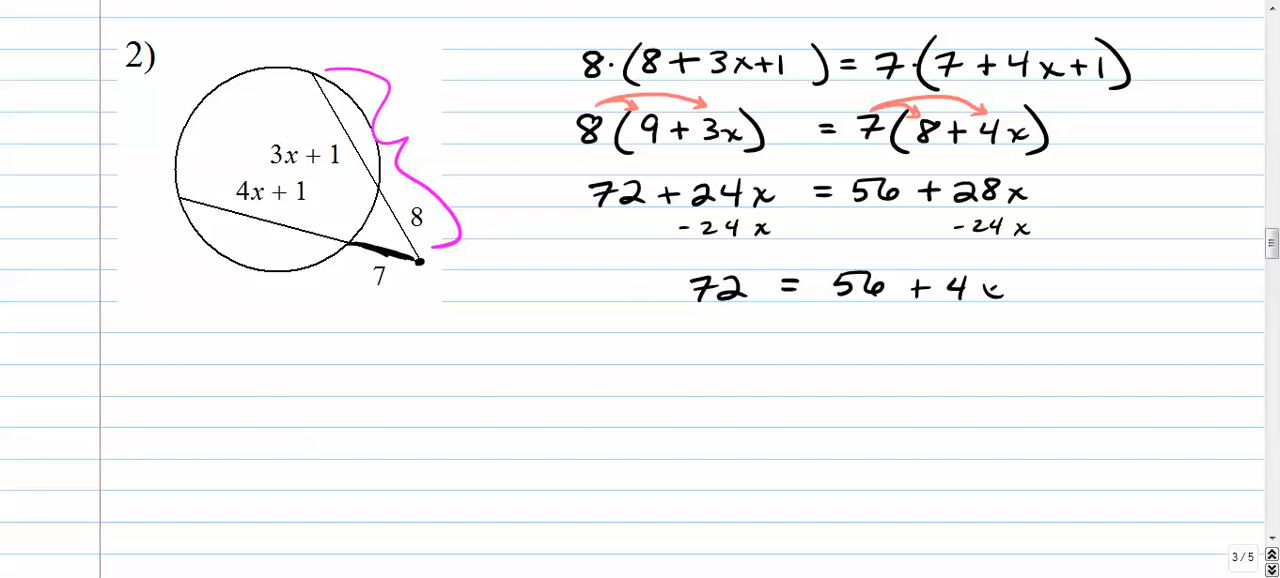 2)
3x + 1
4x + 1
8
7
8·(8 + 3x+1 ) = 7·(7 + 4x+1)
8(9 + 3x) = 7(8 + 4x)
72 + 24x = 56 + 28x
-24x -24x
72 = 56 + 4x
3 / 5